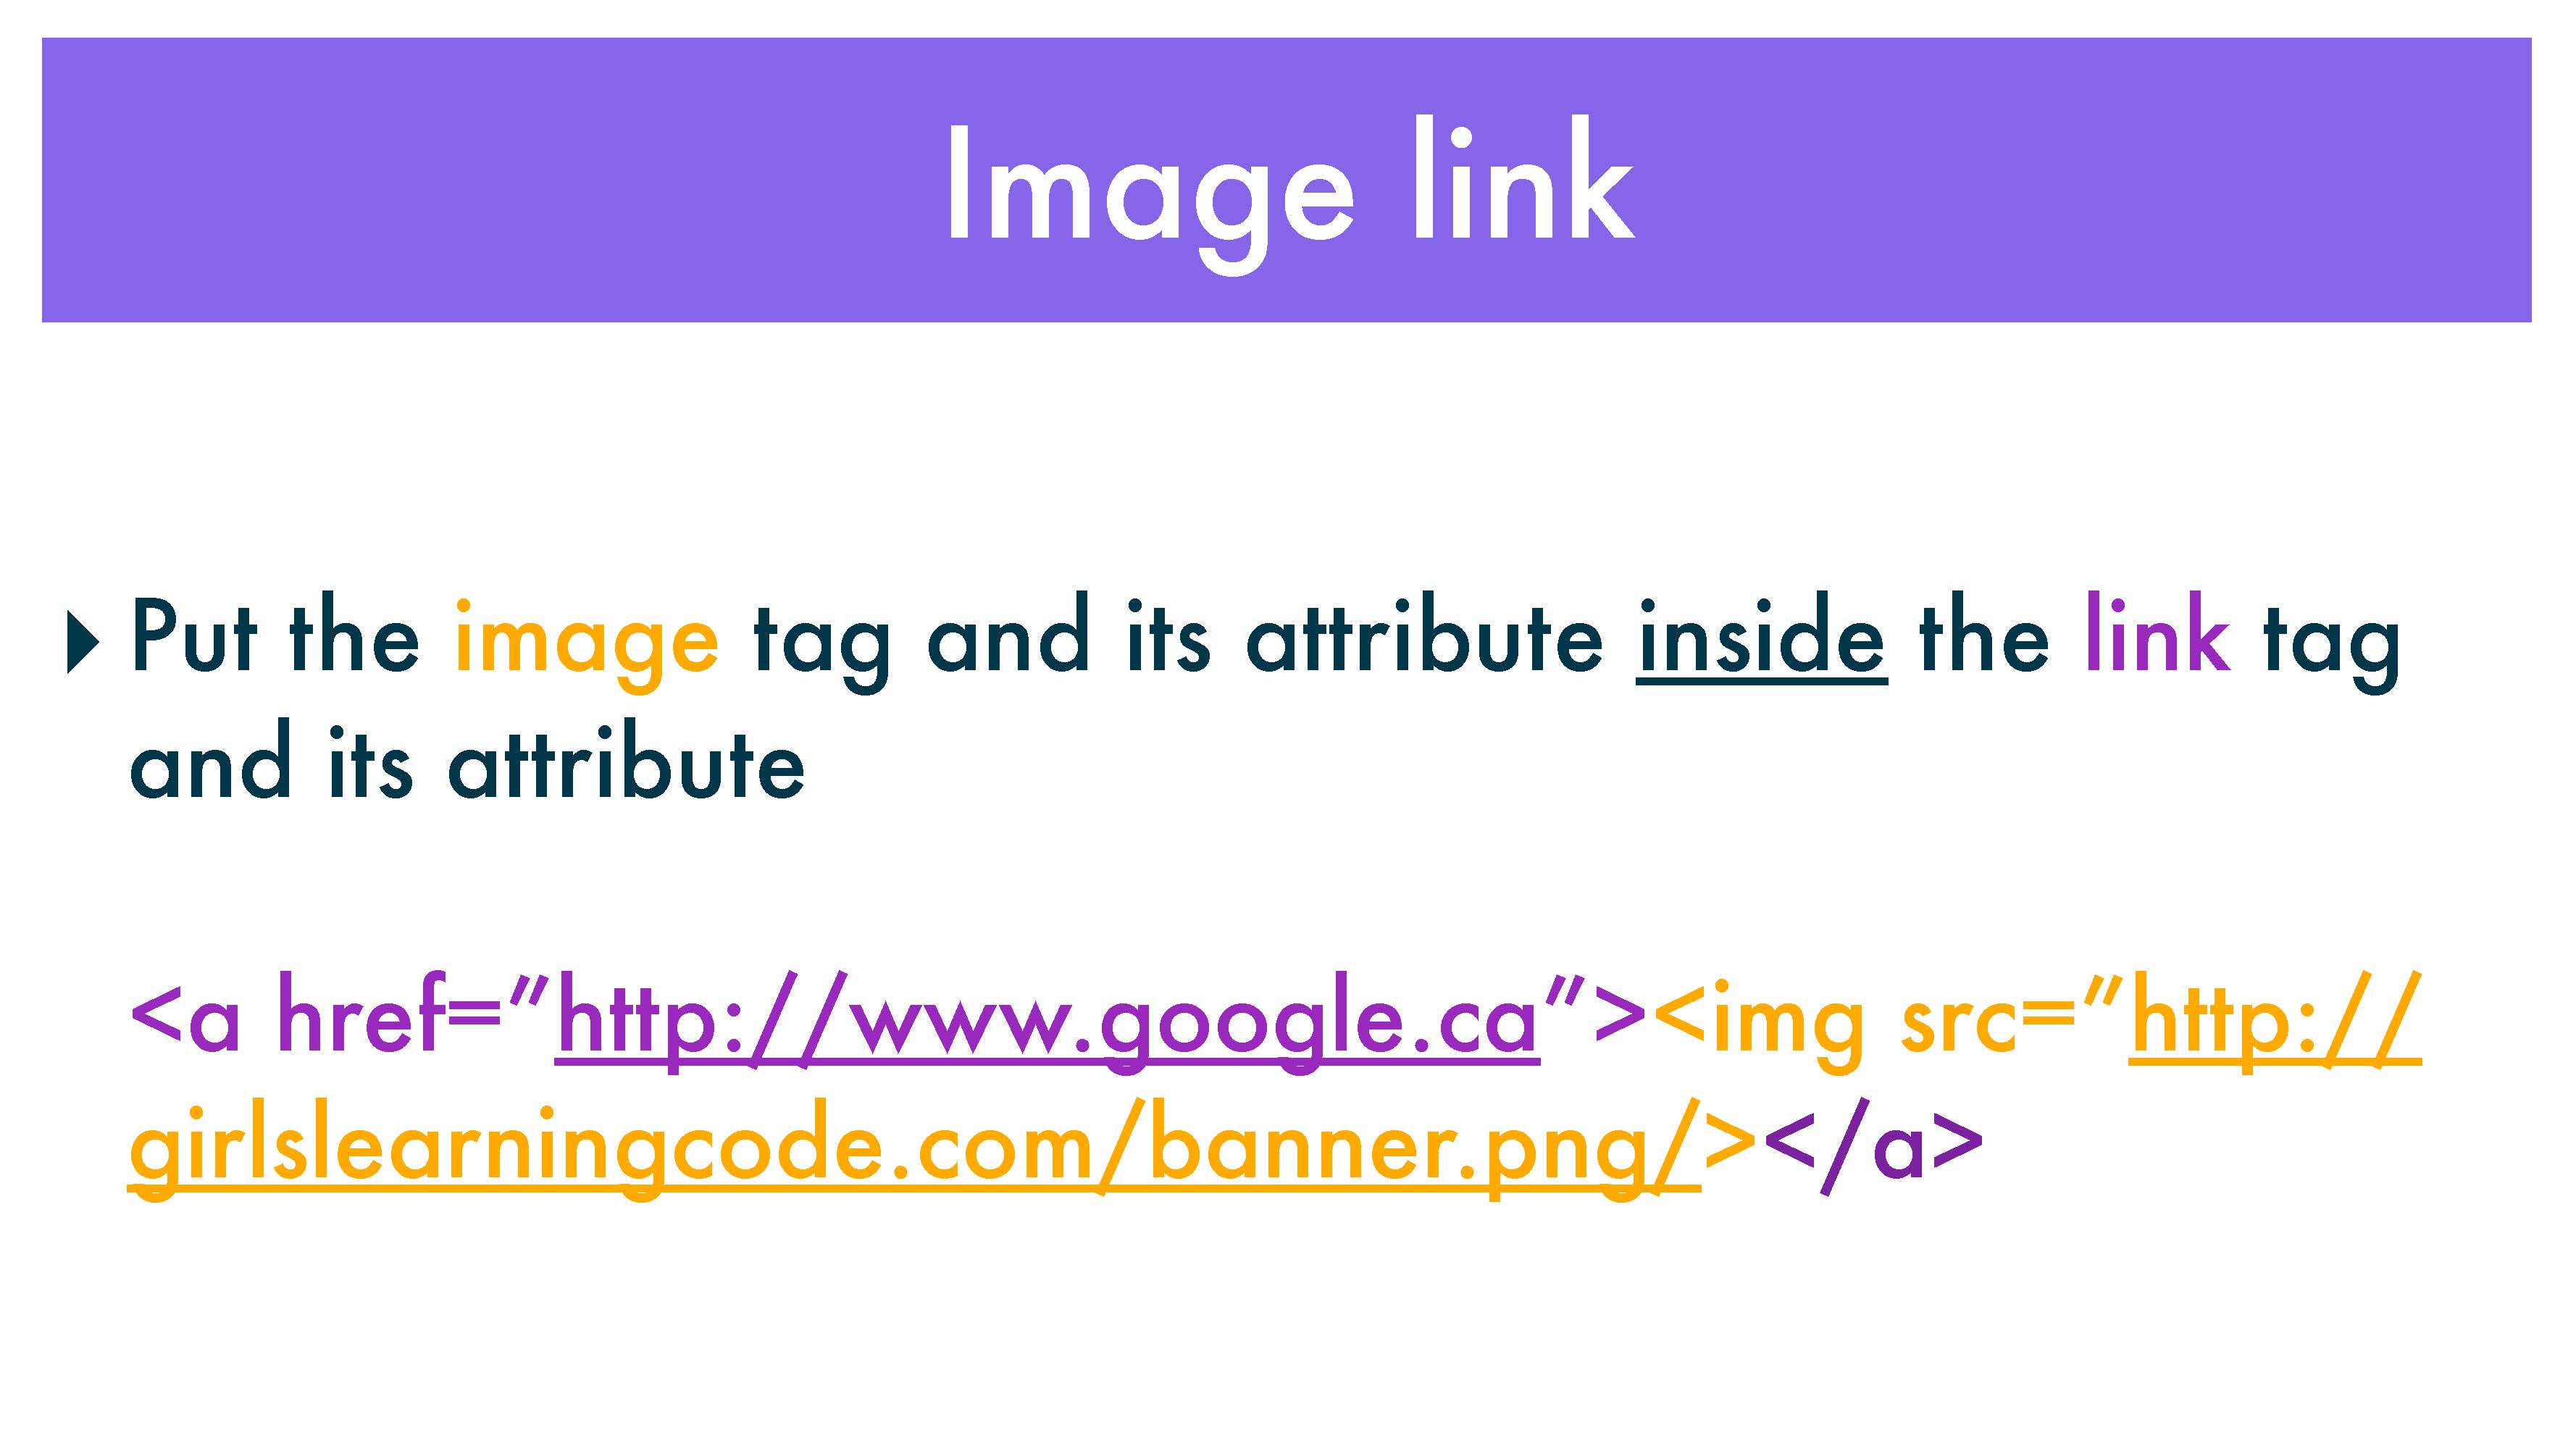 Image link
Put the image tag and its attribute inside the link tag
and its attribute
<a href=”http://www.google.ca”><img src=”http://
girlslearningcode.com/banner.png/></a>